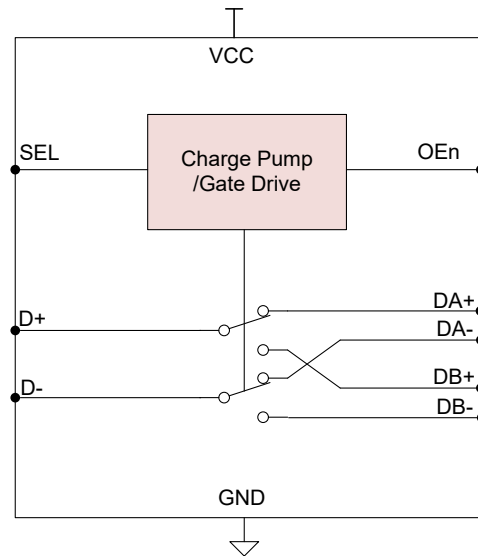 VCC
SEL
Charge Pump
/Gate Drive
OEn
D+
DA+
DA-
D-
DB+
DB-
GND